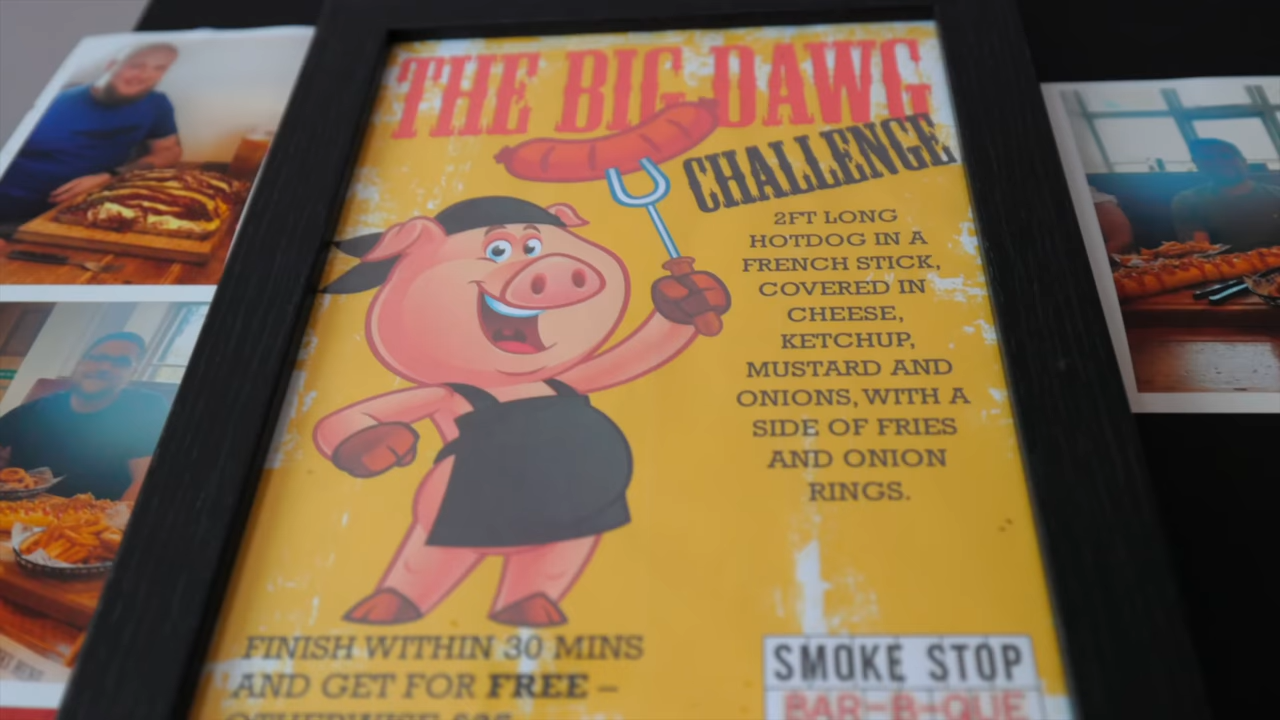 THE BIG DAWG
CHALLENGE
2FT LONG
HOTDOG IN A
FRENCH STICK,
COVERED IN
CHEESE,
KETCHUP,
MUSTARD AND
ONIONS, WITH A
SIDE OF FRIES
AND ONION
RINGS.
FINISH WITHIN 30 MINS
AND GET FOR FREE –
OTHERWISE
SMOKE STOP
BAR-B-QUE